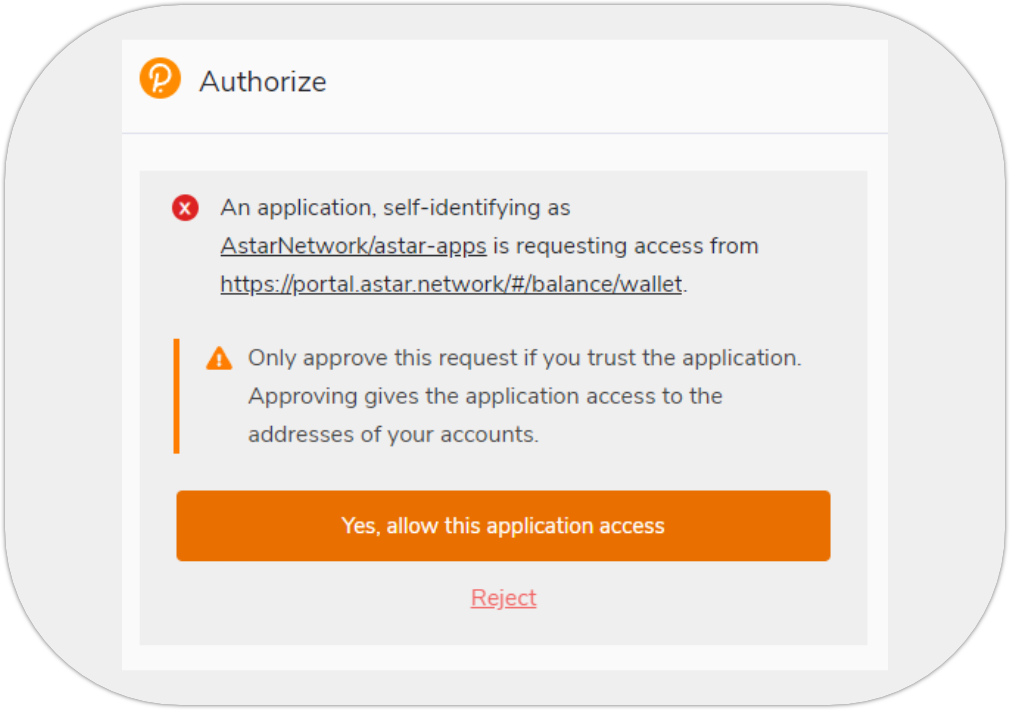 Authorize
An application, self-identifying as
AstarNetwork/astar-apps is requesting access from
https://portal.astar.network/#/balance/wallet.
Only approve this request if you trust the application.
Approving gives the application access to the
addresses of your accounts.
Yes, allow this application access
Reject